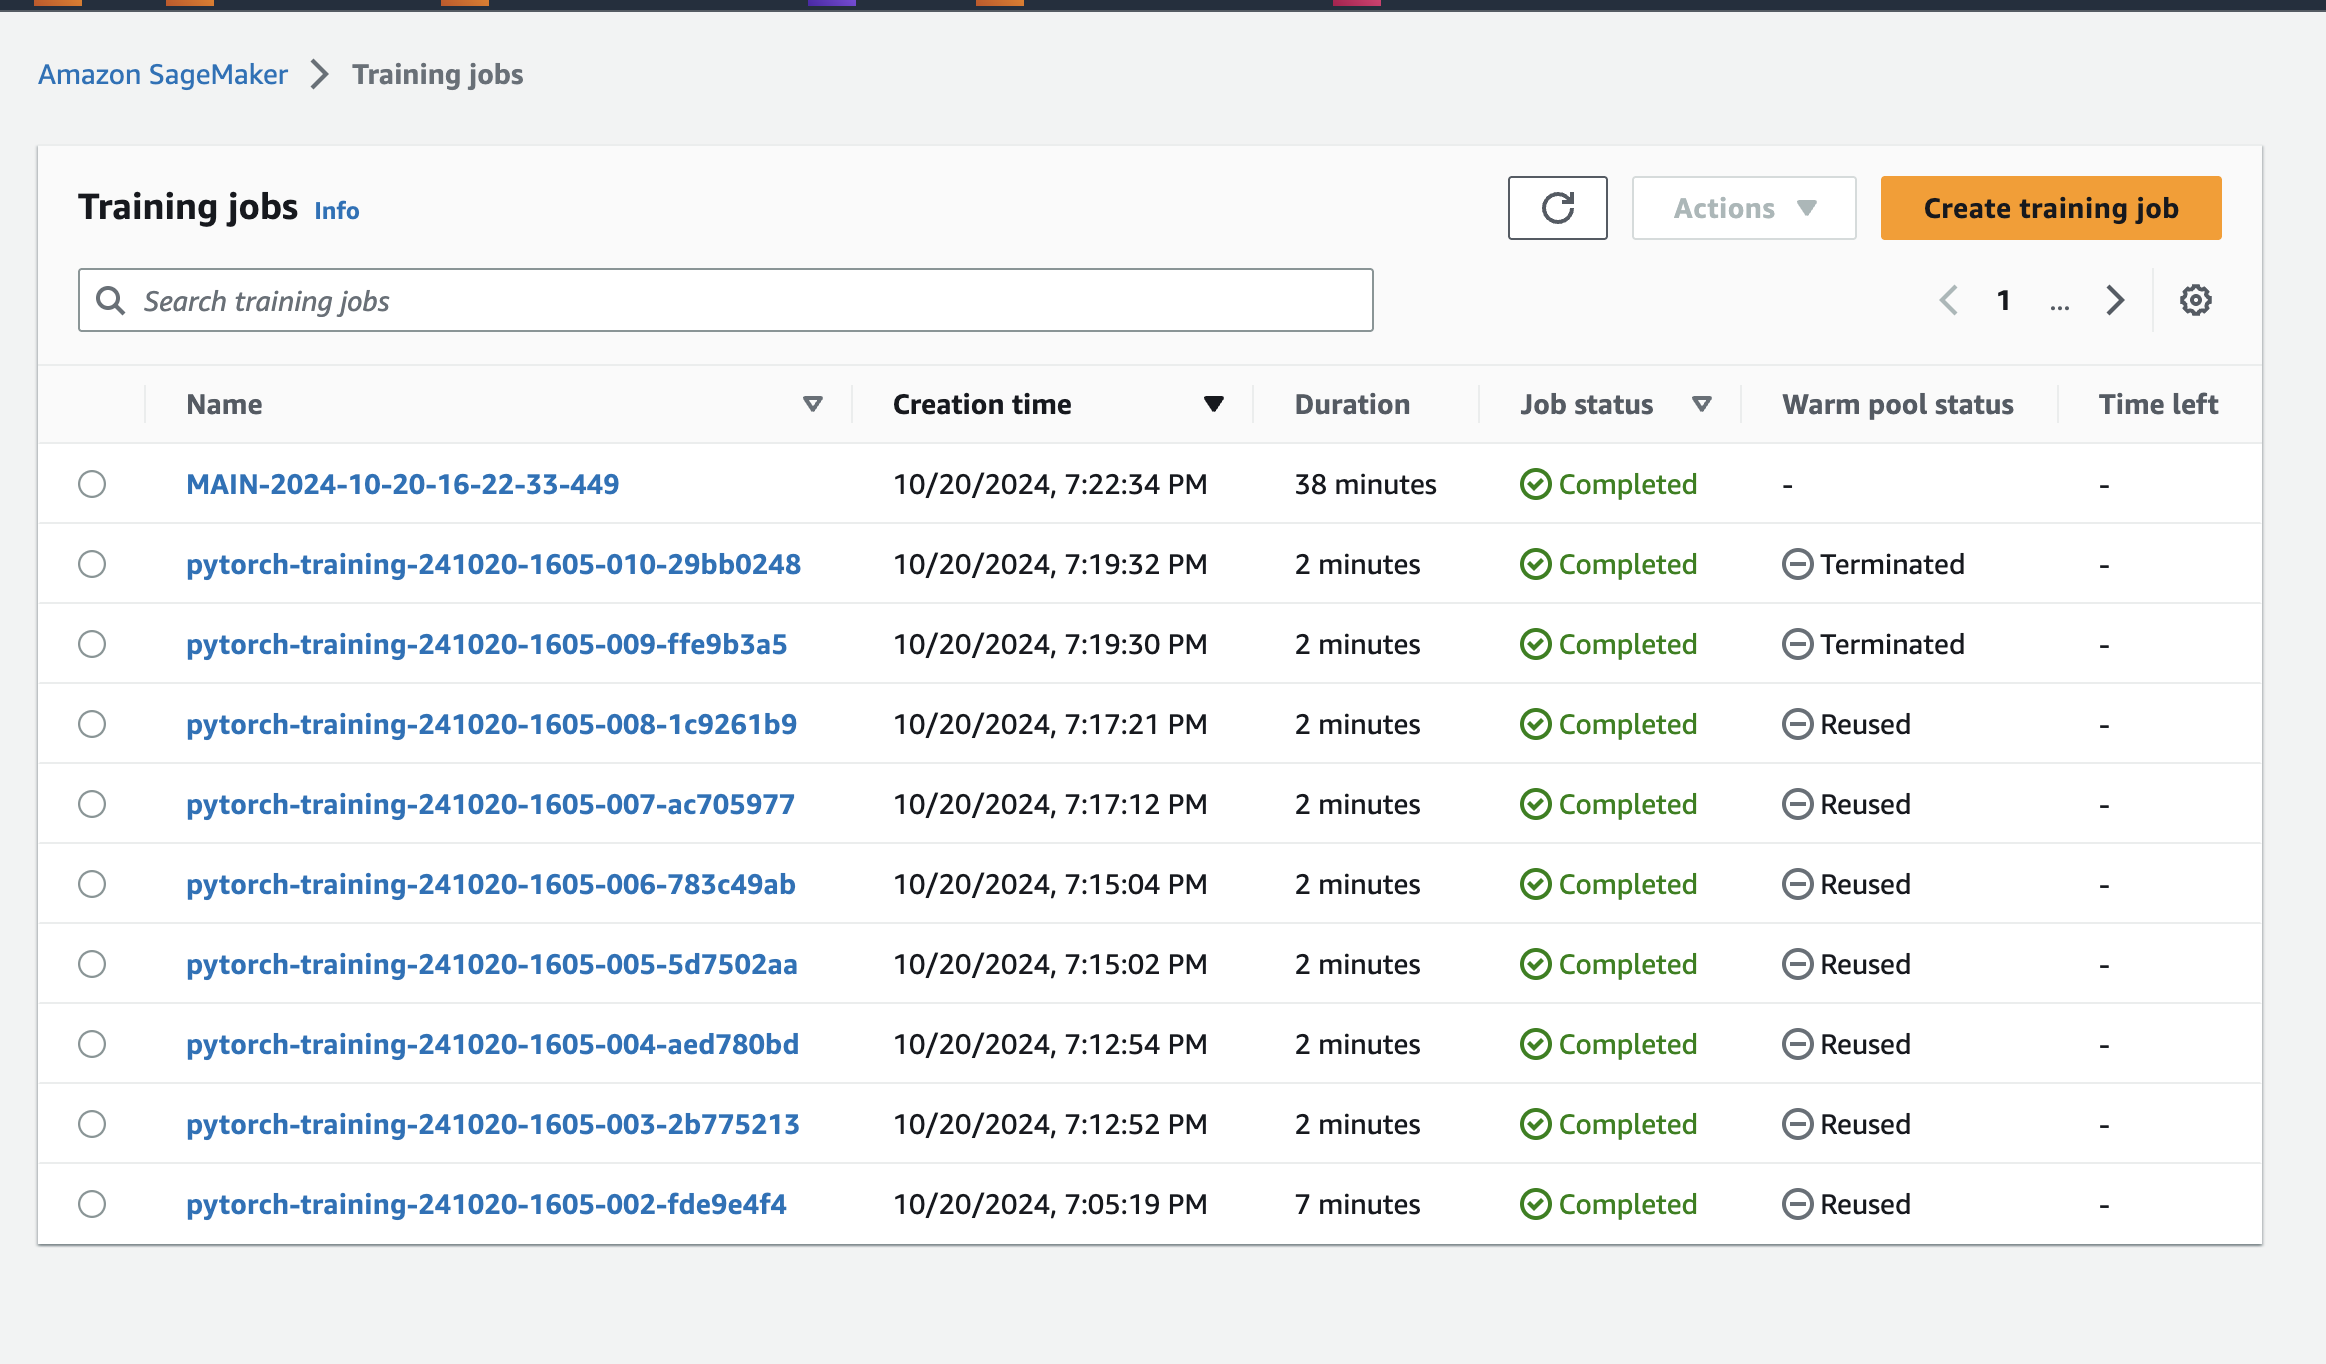 Amazon SageMaker > Training jobs
Training jobs Info
Actions
Create training job
Search training jobs
1 ...
Name Creation time Duration Job status Warm pool status Time left
MAIN-2024-10-20-16-22-33-449 10/20/2024, 7:22:34 PM 38 minutes Completed - -
pytorch-training-241020-1605-010-29bb0248 10/20/2024, 7:19:32 PM 2 minutes Completed Terminated -
pytorch-training-241020-1605-009-ffe9b3a5 10/20/2024, 7:19:30 PM 2 minutes Completed Terminated -
pytorch-training-241020-1605-008-1c9261b9 10/20/2024, 7:17:21 PM 2 minutes Completed Reused -
pytorch-training-241020-1605-007-ac705977 10/20/2024, 7:17:12 PM 2 minutes Completed Reused -
pytorch-training-241020-1605-006-783c49ab 10/20/2024, 7:15:04 PM 2 minutes Completed Reused -
pytorch-training-241020-1605-005-5d7502aa 10/20/2024, 7:15:02 PM 2 minutes Completed Reused -
pytorch-training-241020-1605-004-aed780bd 10/20/2024, 7:12:54 PM 2 minutes Completed Reused -
pytorch-training-241020-1605-003-2b775213 10/20/2024, 7:12:52 PM 2 minutes Completed Reused -
pytorch-training-241020-1605-002-fde9e4f4 10/20/2024, 7:05:19 PM 7 minutes Completed Reused -